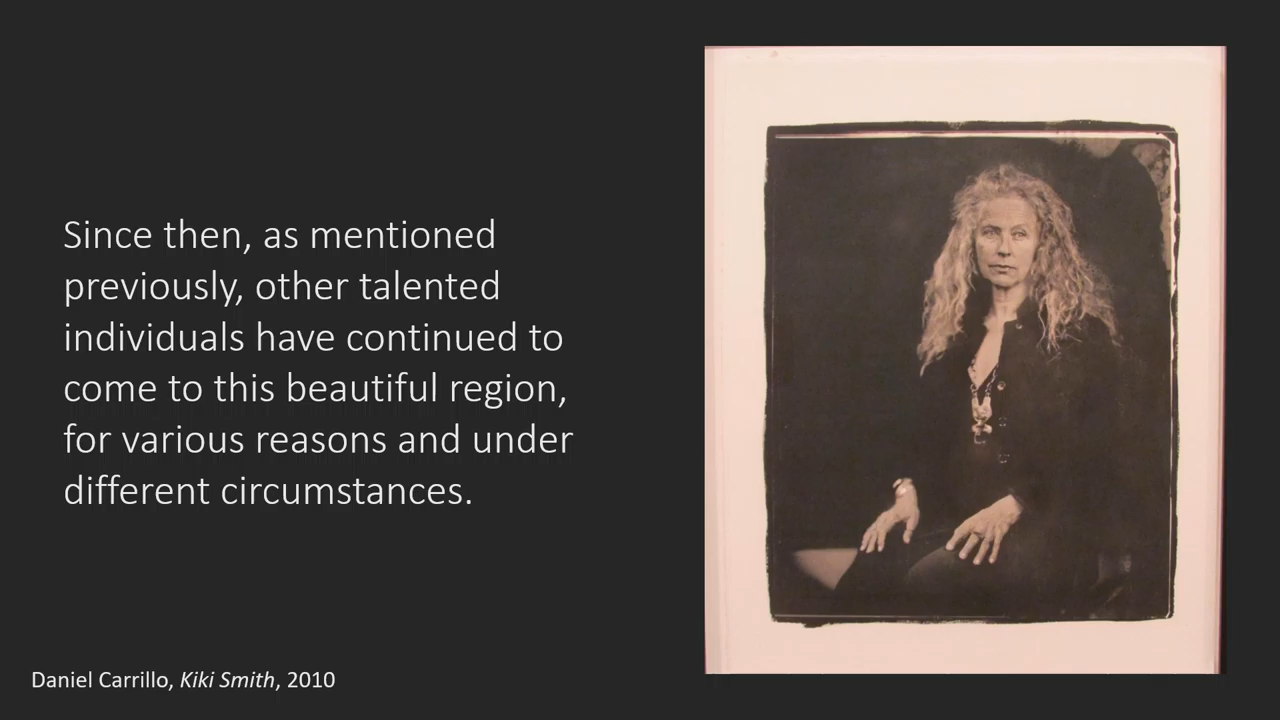 Since then, as mentioned
previously, other talented
individuals have continued to
come to this beautiful region,
for various reasons and under
different circumstances.
Daniel Carrillo, Kiki Smith, 2010